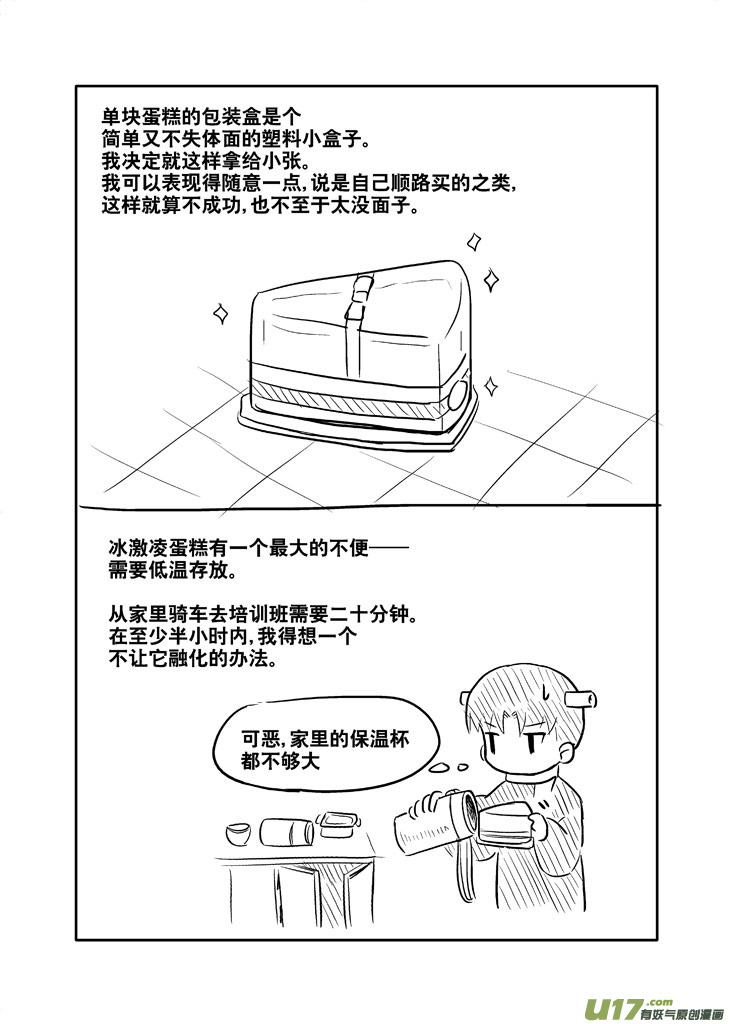 单块蛋糕的包装盒是个
简单又不失体面的塑料小盒子。
我决定就这样拿给小张。
我可以表现得随意一点,说是自己顺路买的之类,
这样就算不成功,也不至于太没面子。
冰激凌蛋糕有一个最大的不便——
需要低温存放。
从家里骑车去培训班需要二十分钟。
在至少半小时内,我得想一个
不让它融化的办法。
可恶,家里的保温杯
都不够大
U17.com
有妖气原创漫画